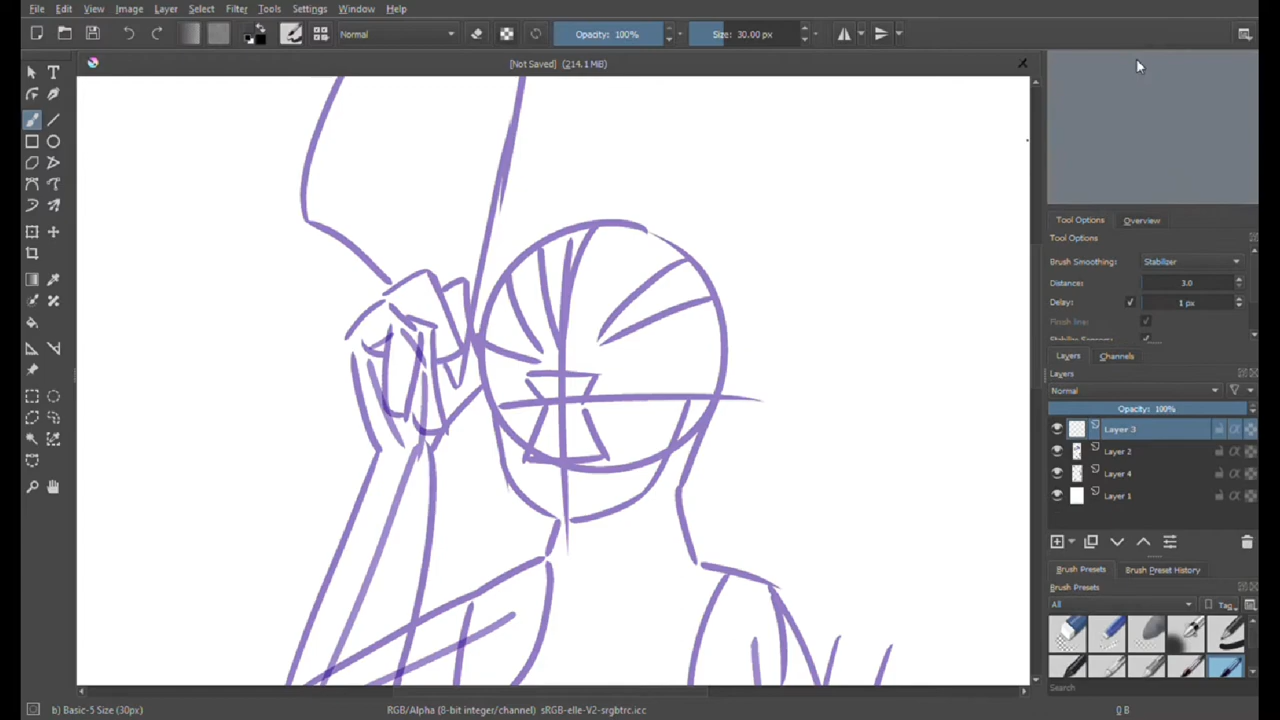 File Edit View Image Layer Select Filter Tools Settings Window Help
Normal Opacity: 100% Size: 30.00 px
[Not Saved] (214.1 MiB)
Tool Options Overview
Tool Options
Brush Smoothing: Stabilizer
Distance: 3.0
Delay: 1 px
Finish line:
Stabilize Sensors:
Layers Channels
Layers
Normal
Opacity: 100%
Layer 3
Layer 2
Layer 4
Layer 1
Brush Presets Brush Preset History
Brush Presets
All Tag
Search
b) Basic-5 Size (30px) RGB/Alpha (8-bit integer/channel) sRGB-elle-V2-srgbtrc.icc 0 B